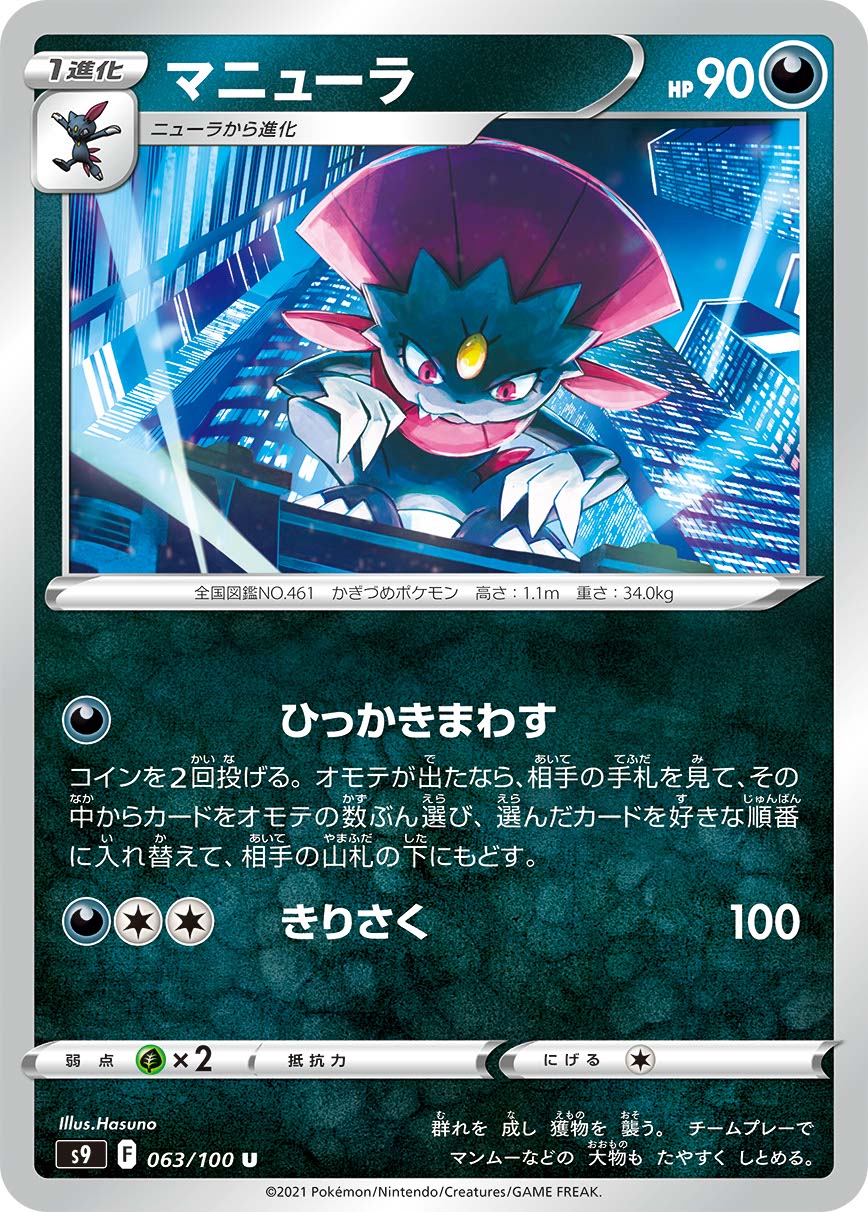 1進化
マニューラ
HP 90
ニューラから進化
全国図鑑NO.461 かぎづめポケモン 高さ:1.1m 重さ:34.0kg
ひっかきまわす
コインを2回投げる。オモテが出たなら、相手の手札を見て、その
中からカードをオモテの数ぶん選び、選んだカードを好きな順番
に入れ替えて、相手の山札の下にもどす。
きりさく 100
弱点 ×2 抵抗力 にげる
Illus.Hasuno
群れを 成し 獲物を 襲う。 チームプレーで
マンムーなどの 大物も たやすく しとめる。
s9 F 063/100 U
©2021 Pokémon/Nintendo/Creatures/GAME FREAK.